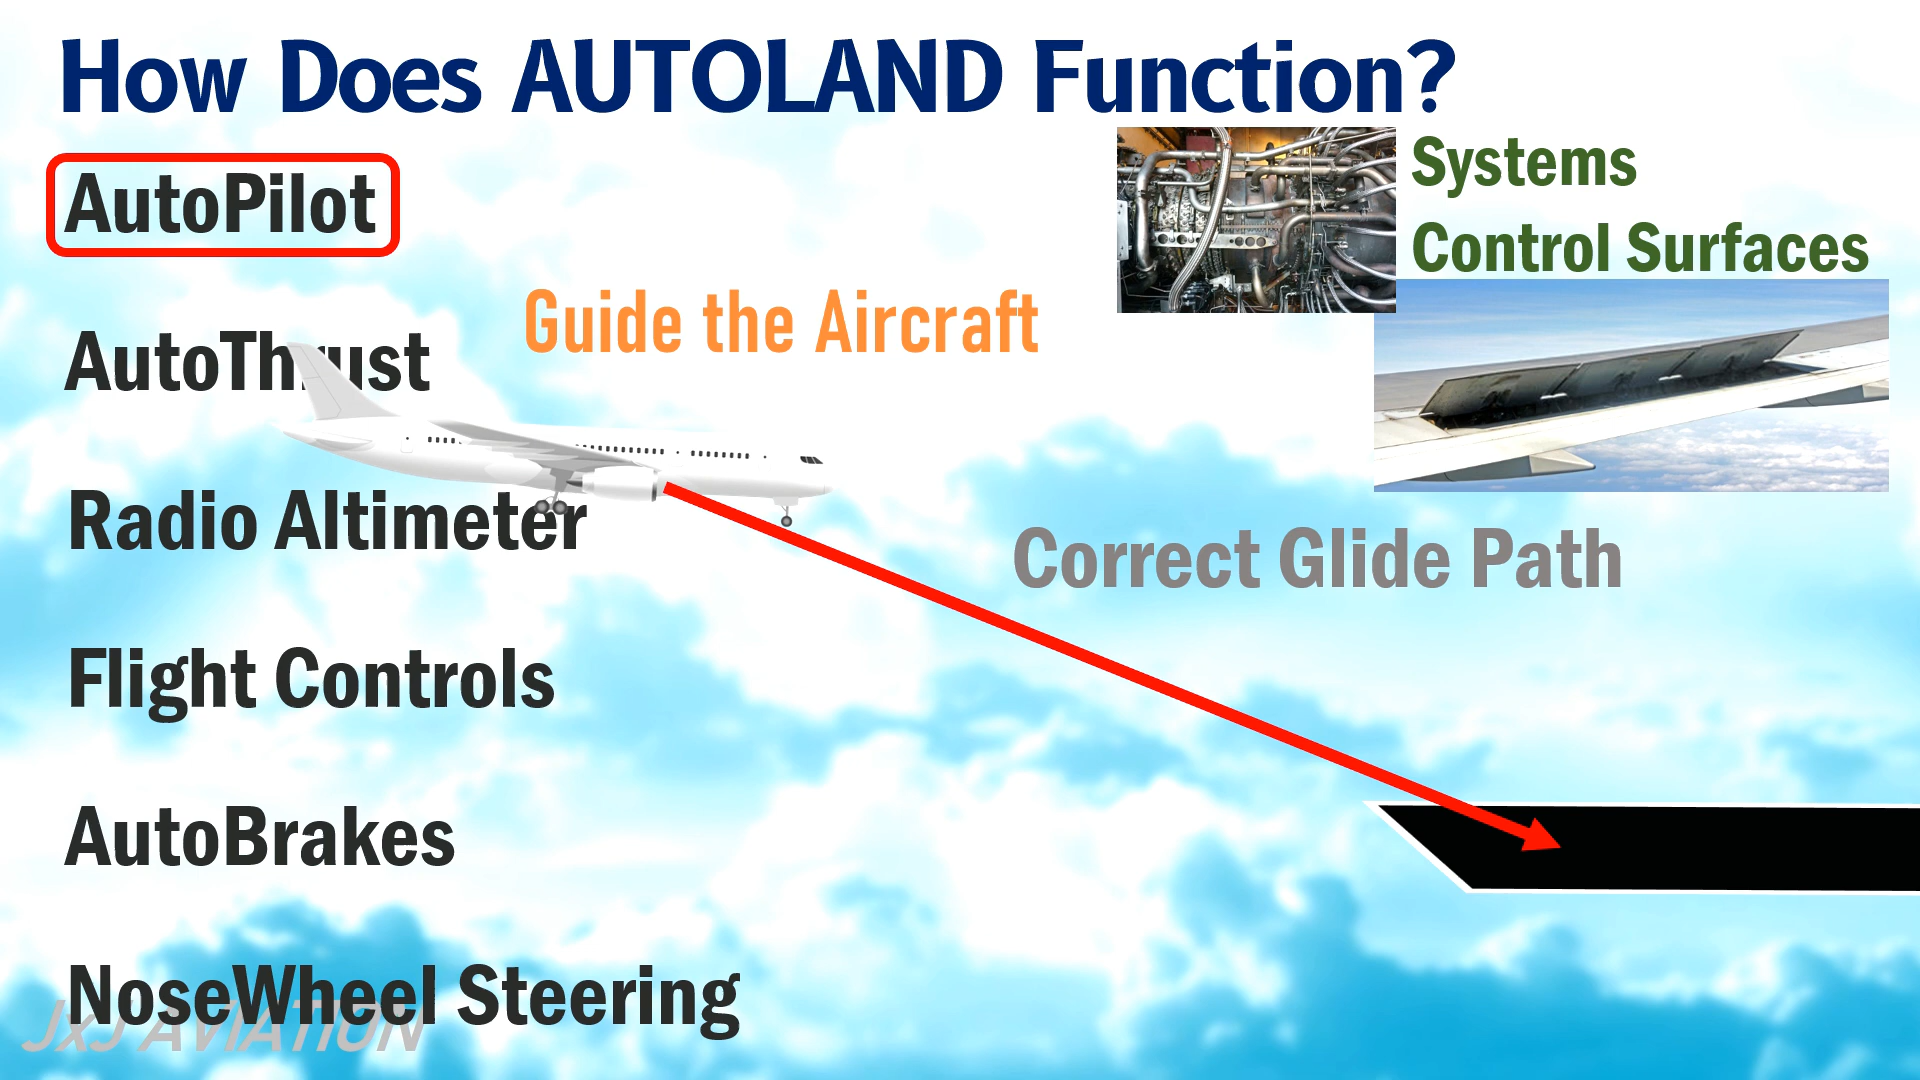 How Does AUTOLAND Function?
AutoPilot
AutoThrust
Radio Altimeter
Flight Controls
AutoBrakes
NoseWheel Steering
Guide the Aircraft
Systems
Control Surfaces
Correct Glide Path
JxJ AVIATION